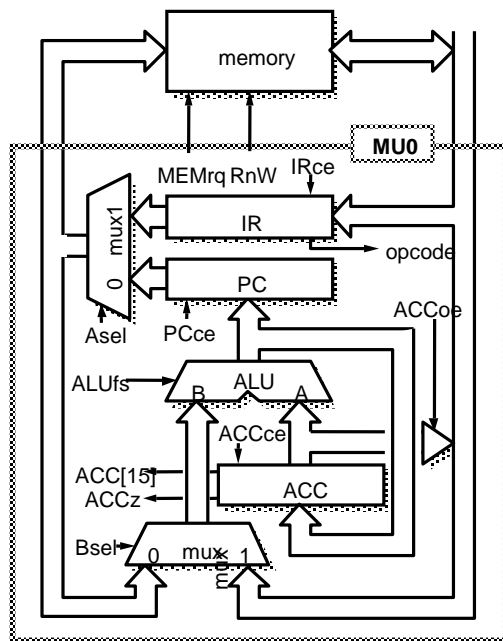 memory
MU0
MEMrq RnW
IRce
mux1
IR
opcode
0
PC
ACCoe
Asel
PCce
ALUfs
B
ALU
A
ACCce
ACC[15]
ACCz
ACC
Bsel
0
mux
mux
1